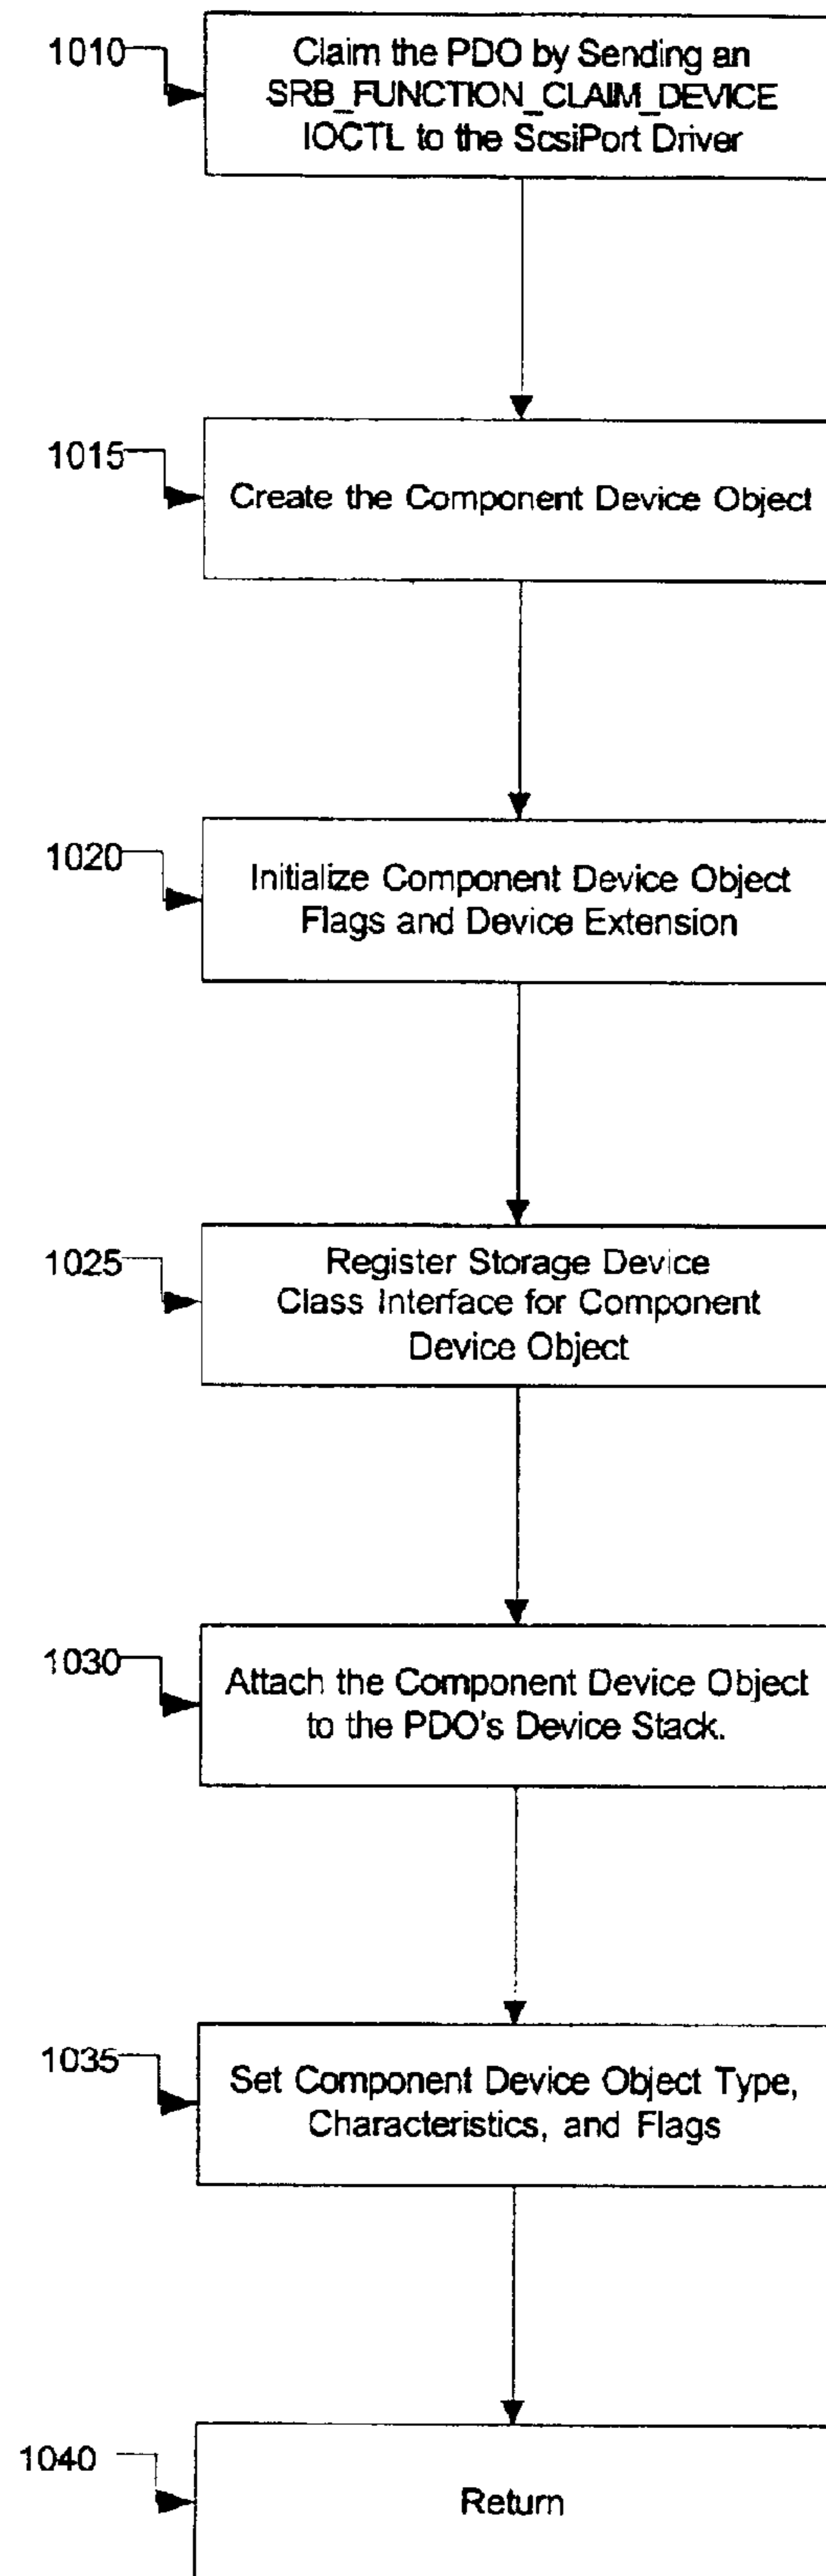 1010
Claim the PDO by Sending an
SRB_FUNCTION_CLAIM_DEVICE
IOCTL to the ScsiPort Driver
1015
Create the Component Device Object
1020
Initialize Component Device Object
Flags and Device Extension
1025
Register Storage Device
Class Interface for Component
Device Object
1030
Attach the Component Device Object
to the PDO's Device Stack.
1035
Set Component Device Object Type,
Characteristics, and Flags
1040
Return